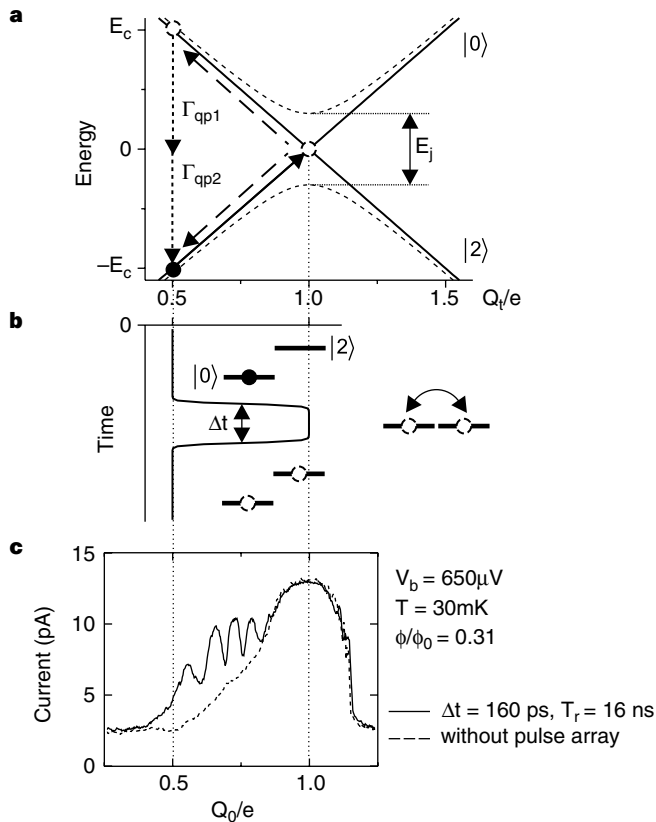 a
E_c
|0⟩
Γ_qp1
Energy
0
E_j
Γ_qp2
–E_c
|2⟩
0.5
1.0
1.5
Q_t/e
b
0
|2⟩
|0⟩
Time
Δt
c
15
10
5
0
Current (pA)
0.5
1.0
Q_0/e
V_b = 650μV
T = 30mK
ϕ/ϕ_0 = 0.31
Δt = 160 ps, T_r = 16 ns
without pulse array